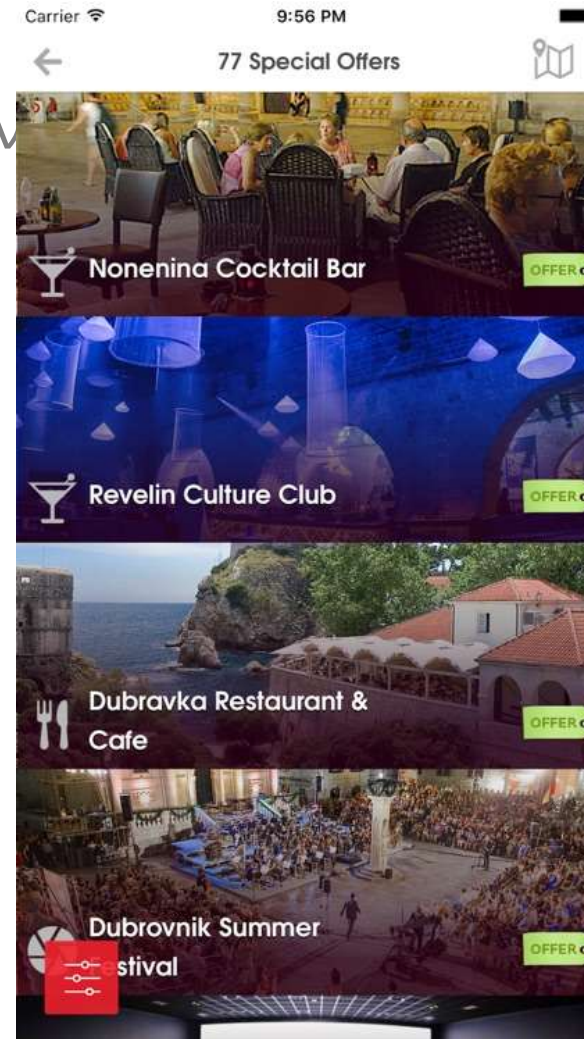 Carrier 9:56 PM
77 Special Offers
Nonenina Cocktail Bar
OFFER
Revelin Culture Club
OFFER
Dubravka Restaurant &
Cafe
OFFER
Dubrovnik Summer
stival
OFFER